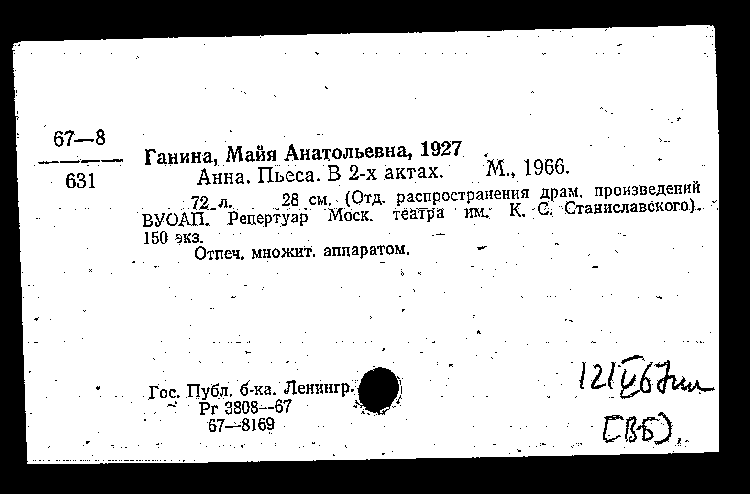 67—8
631
Ганина, Майя Анатольевна, 1927
Анна. Пьеса. В 2-х актах. М., 1966.
72 л. 28 см. (Отд. распространения драм. произведений
ВУОАП. Репертуар Моск. театра им. К. С. Станиславского).
150 экз.
Отпеч. множит. аппаратом.
Гос. Публ. б-ка. Ленингр.
Рг 3808—67
67—8169
[ВБ]